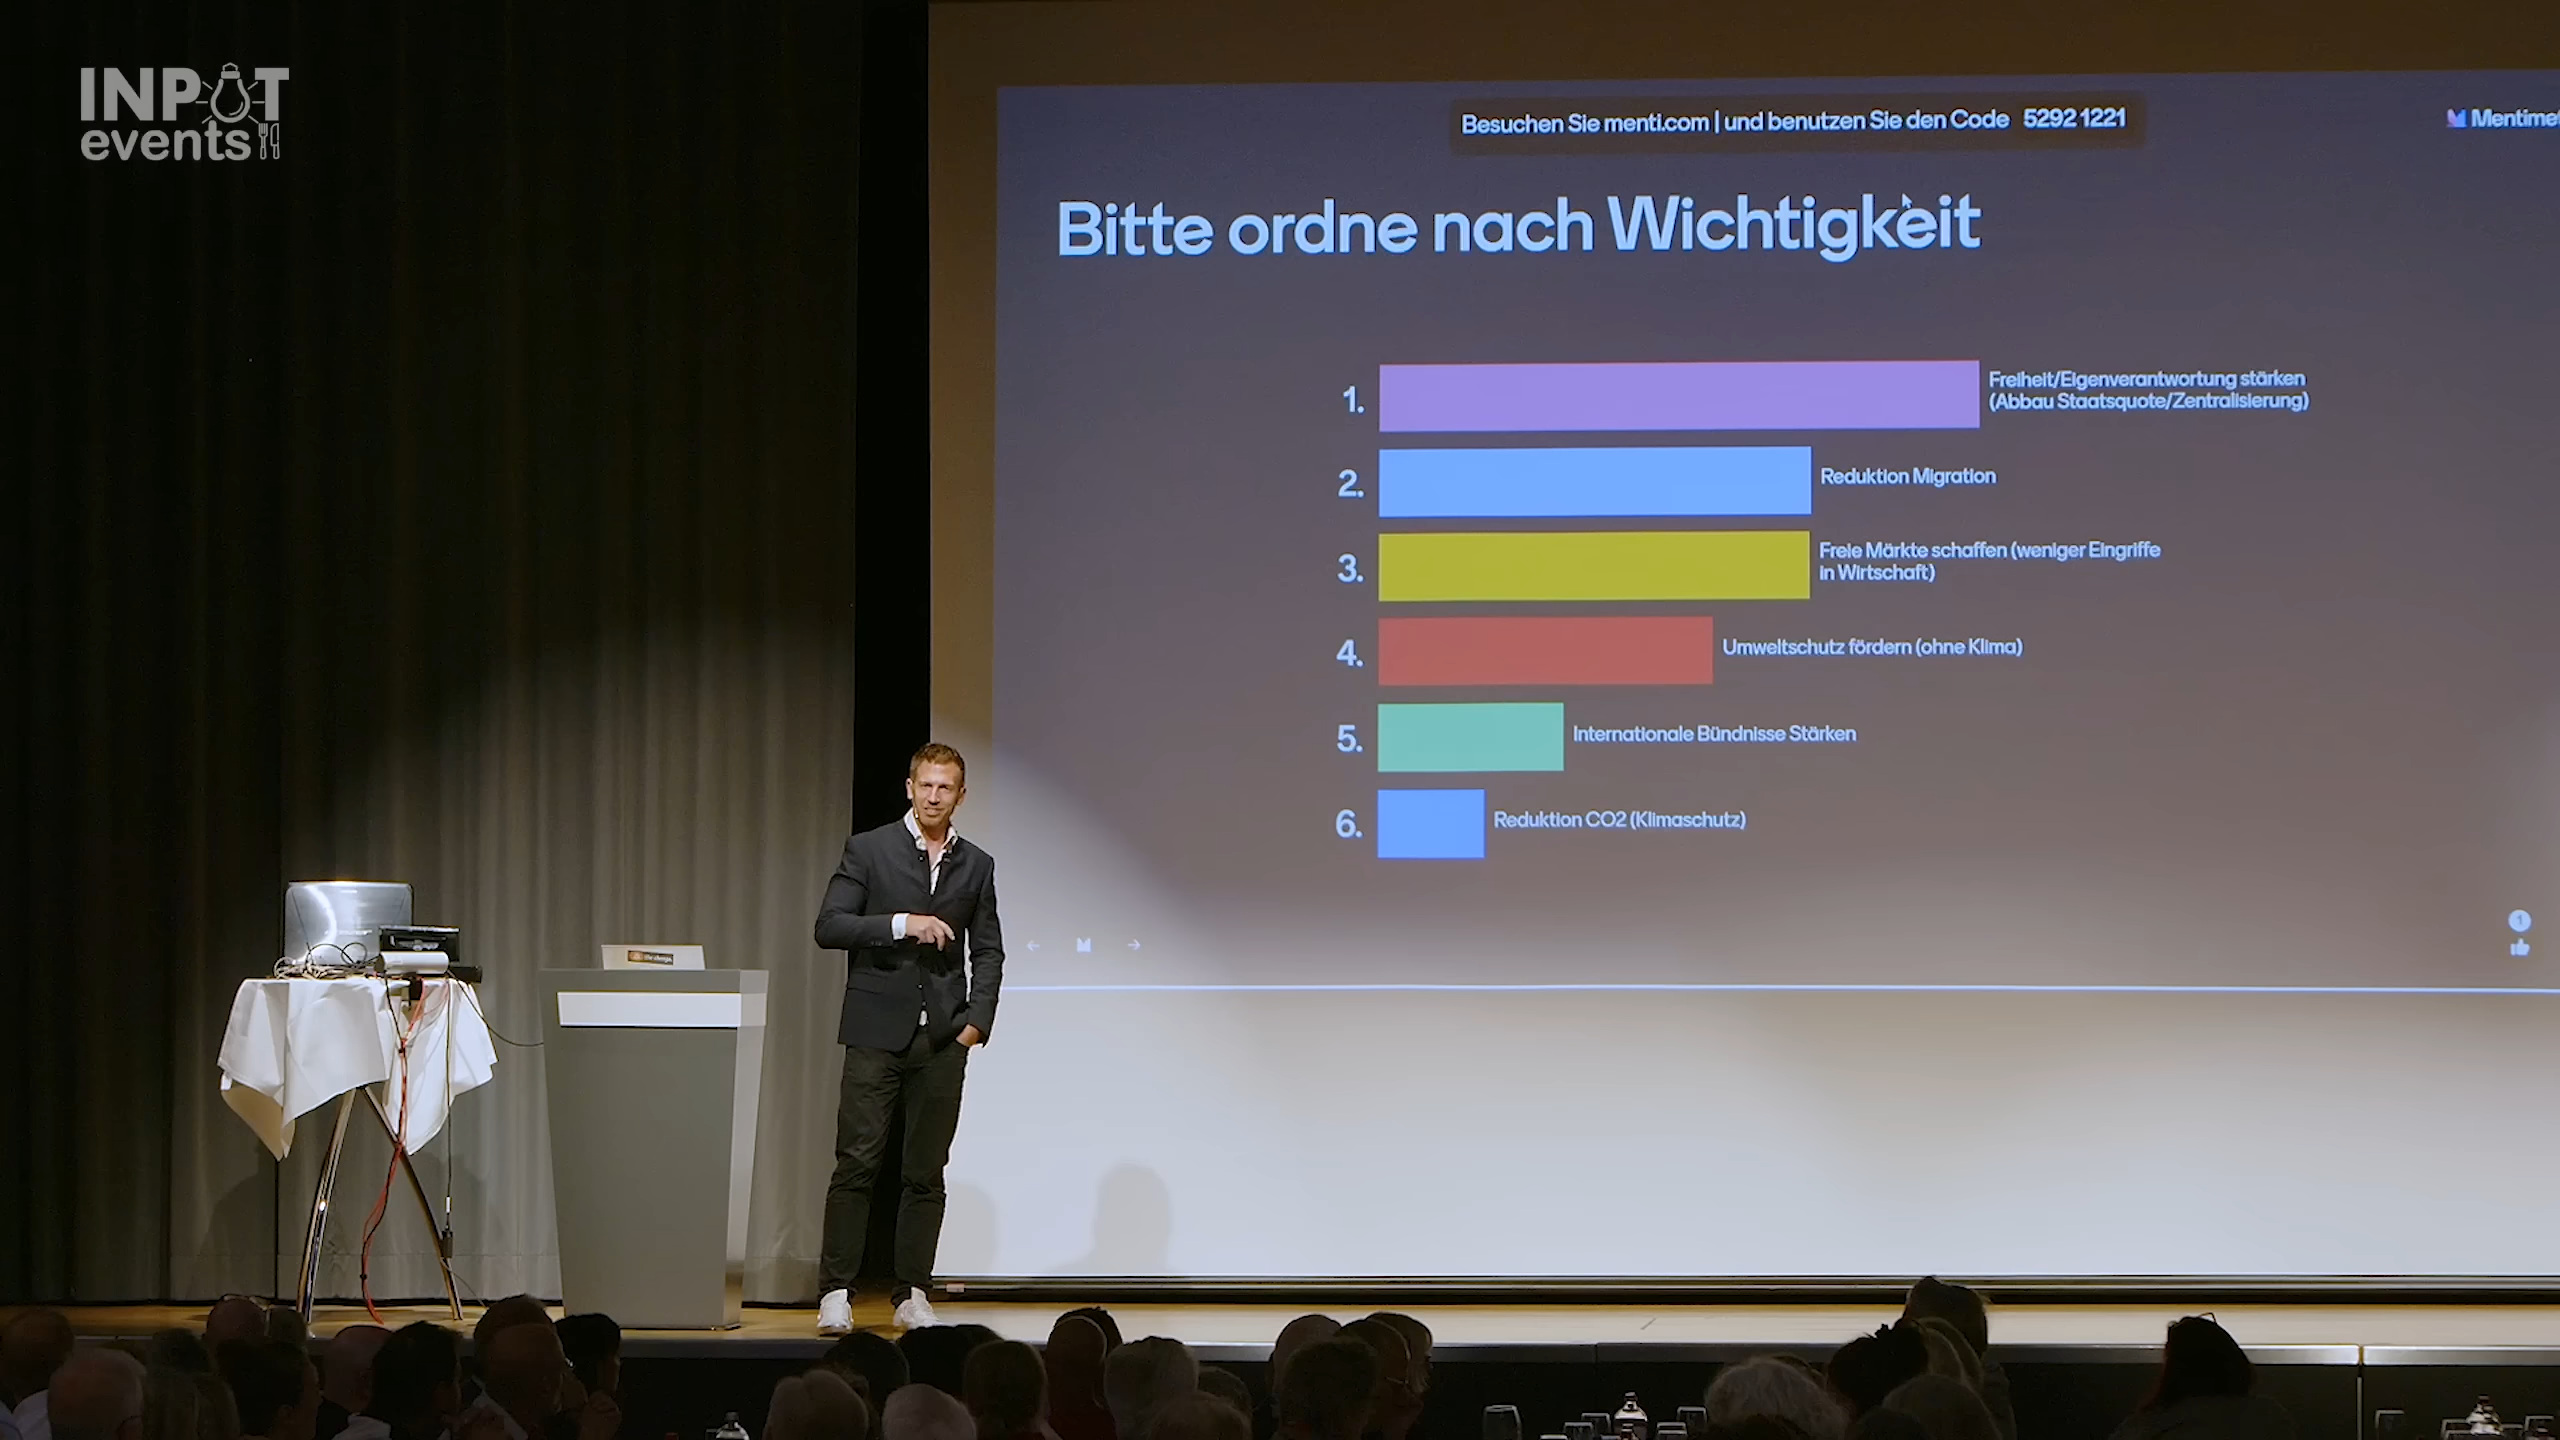 INPUT
events
Besuchen Sie menti.com | und benutzen Sie den Code 5292 1221
Mentimet
Bitte ordne nach Wichtigkeit
1.
Freiheit/Eigenverantwortung stärken
(Abbau Staatsquote/Zentralisierung)
2.
Reduktion Migration
3.
Freie Märkte schaffen (weniger Eingriffe
in Wirtschaft)
4.
Umweltschutz fördern (ohne Klima)
5.
Internationale Bündnisse Stärken
6.
Reduktion CO2 (Klimaschutz)
1